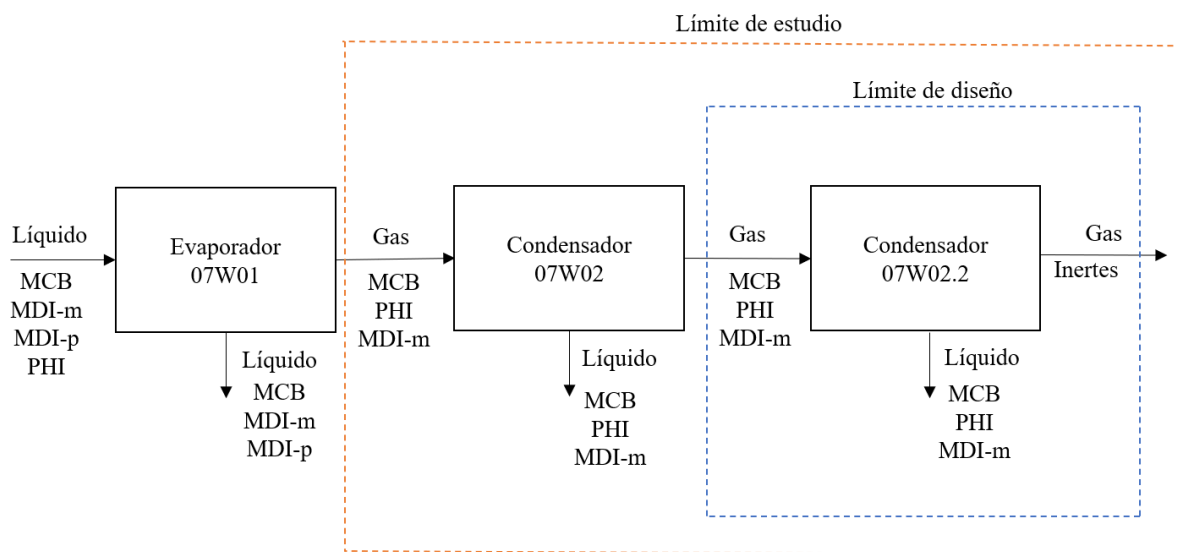 Límite de estudio
Límite de diseño
Líquido
MCB
MDI-m
MDI-p
PHI
Evaporador
07W01
Líquido
MCB
MDI-m
MDI-p
Gas
MCB
PHI
MDI-m
Condensador
07W02
Líquido
MCB
PHI
MDI-m
Gas
MCB
PHI
MDI-m
Condensador
07W02.2
Líquido
MCB
PHI
MDI-m
Gas
Inertes